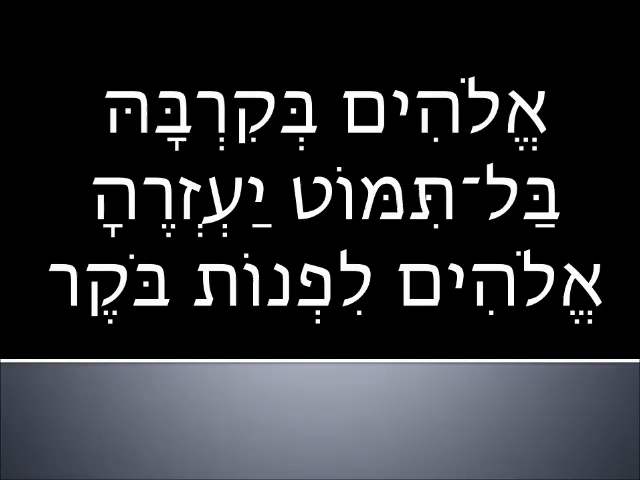 אֱלֹהִים בְּקִרְבָּהּ
בַּל־תִּמּוֹט יַעְזְרֶהָ
אֱלֹהִים לִפְנוֹת בֹּקֶר